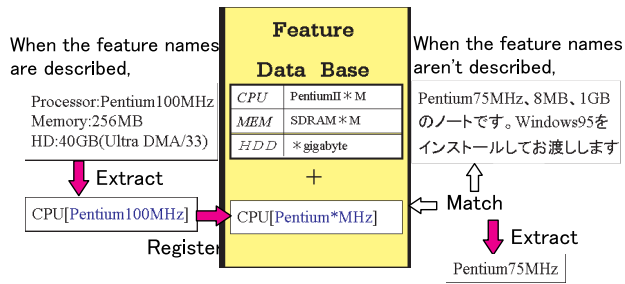 When the feature names
are described,
Processor:Pentium100MHz
Memory:256MB
HD:40GB(Ultra DMA/33)
Extract
CPU[Pentium100MHz]
Register
Feature
Data Base
CPU PentiumII＊M
MEM SDRAM＊M
HDD ＊gigabyte
+
CPU[Pentium*MHz]
When the feature names
aren't described,
Pentium75MHz、8MB、1GB
のノートです。Windows95を
インストールしてお渡しします
Match
Extract
Pentium75MHz